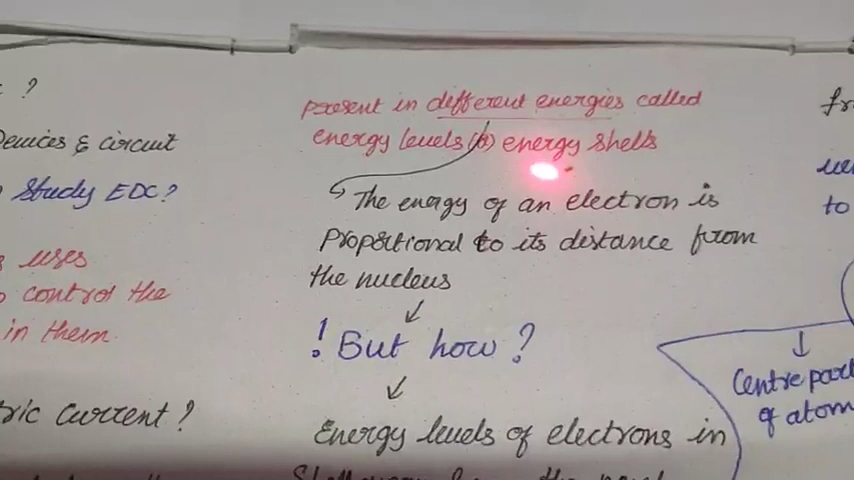 ?
Devices & circuit
Study EDC?
uses
control the
in them.
tric current?
present in different energies called
energy levels (or) energy shells
The energy of an electron is
proportional to its distance from
the nucleus
! But how?
Energy levels of electrons in
to
Centre part
of atom